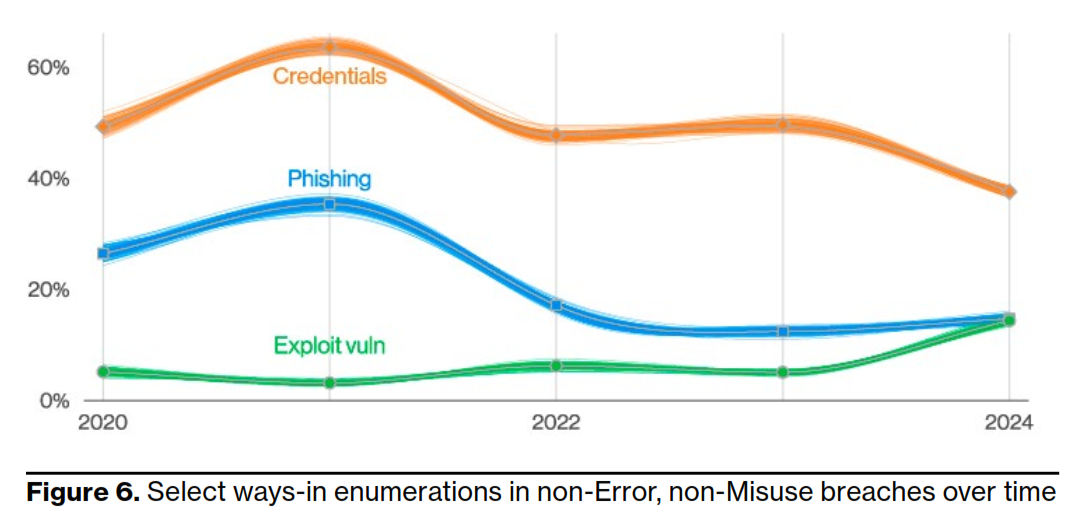 60%
Credentials
40%
Phishing
20%
Exploit vuln
0%
2020 2022 2024
Figure 6. Select ways-in enumerations in non-Error, non-Misuse breaches over time